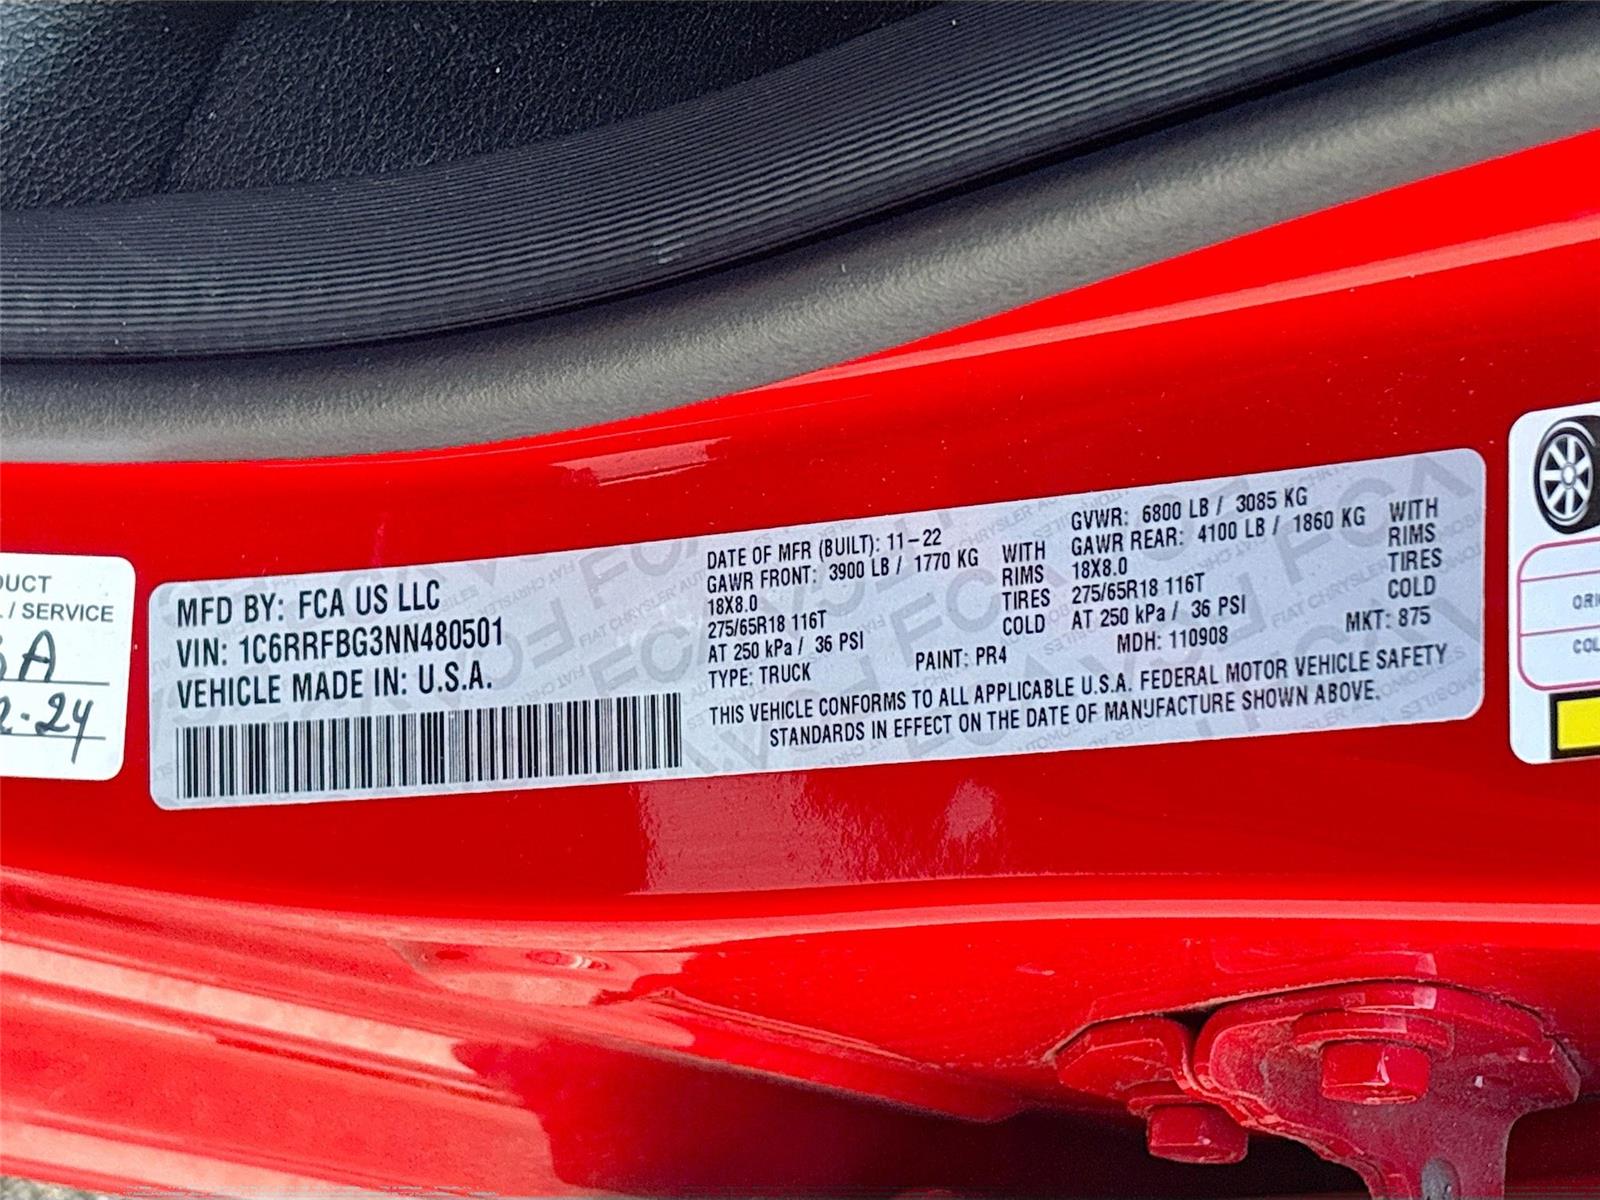 DUCT
/ SERVICE
MFD BY: FCA US LLC
VIN: 1C6RRFBG3NN480501
VEHICLE MADE IN: U.S.A.
DATE OF MFR (BUILT): 11-22
GAWR FRONT: 3900 LB / 1770 KG WITH
18X8.0 RIMS
275/65R18 116T TIRES
AT 250 kPa / 36 PSI COLD
GVWR: 6800 LB / 3085 KG
GAWR REAR: 4100 LB / 1860 KG WITH
18X8.0 RIMS
275/65R18 116T TIRES
AT 250 kPa / 36 PSI COLD
TYPE: TRUCK PAINT: PR4 MDH: 110908 MKT: 875
THIS VEHICLE CONFORMS TO ALL APPLICABLE U.S.A. FEDERAL MOTOR VEHICLE SAFETY
STANDARDS IN EFFECT ON THE DATE OF MANUFACTURE SHOWN ABOVE.
ORI
COL